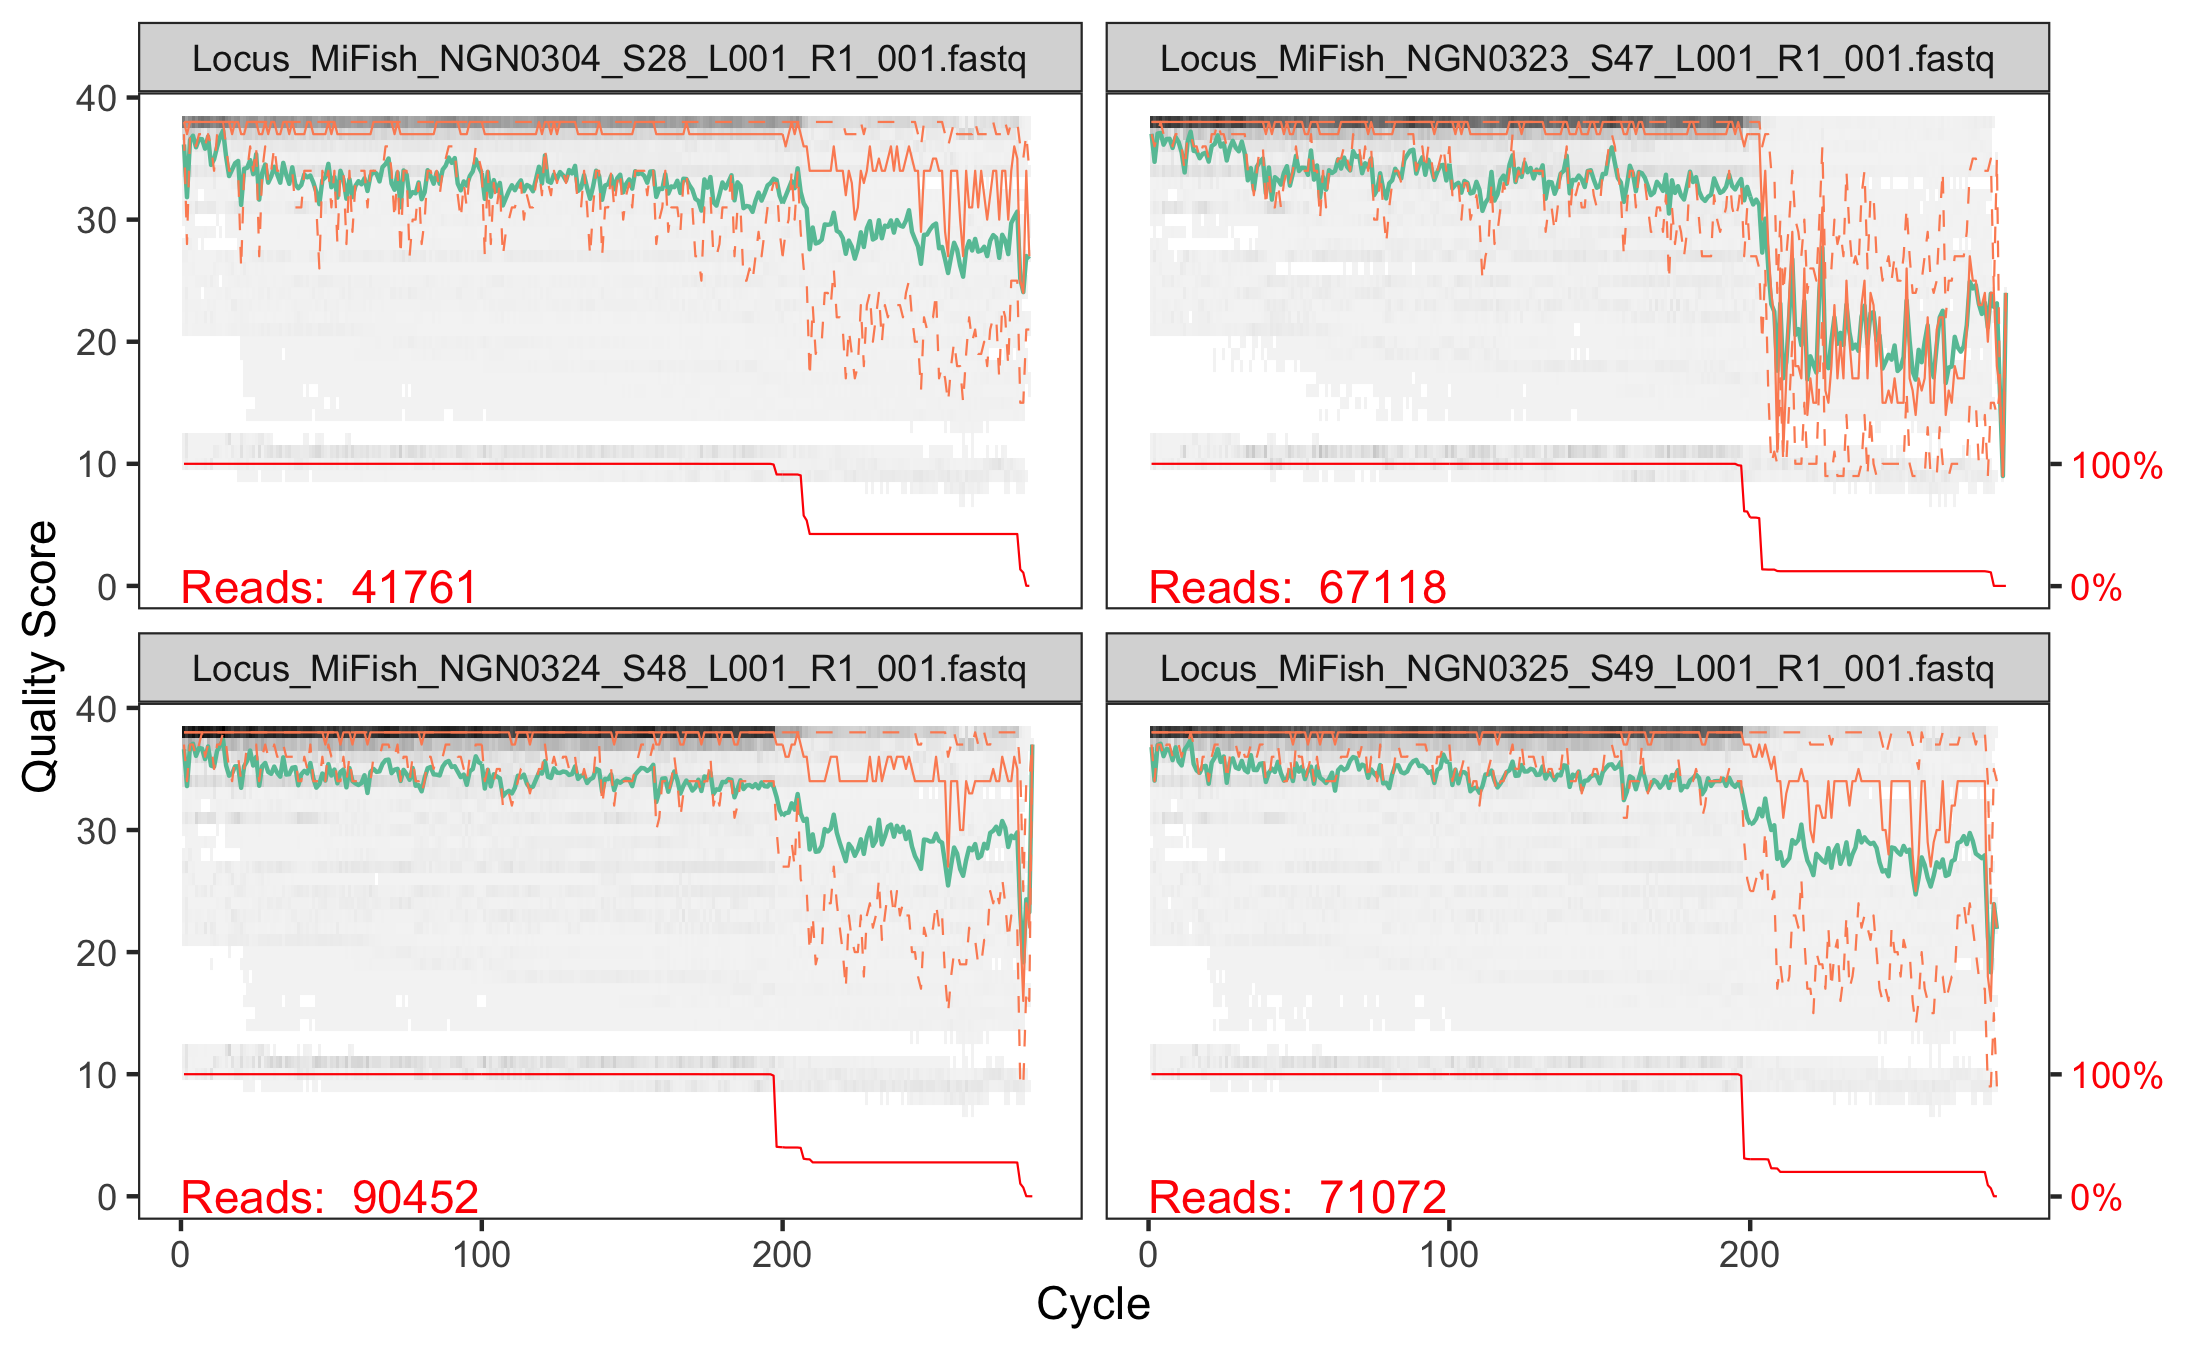 Locus_MiFish_NGN0304_S28_L001_R1_001.fastq
Locus_MiFish_NGN0323_S47_L001_R1_001.fastq
40
30
20
10
0
Reads: 41761
Reads: 67118
100%
0%
Quality Score
Locus_MiFish_NGN0324_S48_L001_R1_001.fastq
Locus_MiFish_NGN0325_S49_L001_R1_001.fastq
40
30
20
10
0
Reads: 90452
Reads: 71072
100%
0%
0 100 200
0 100 200
Cycle